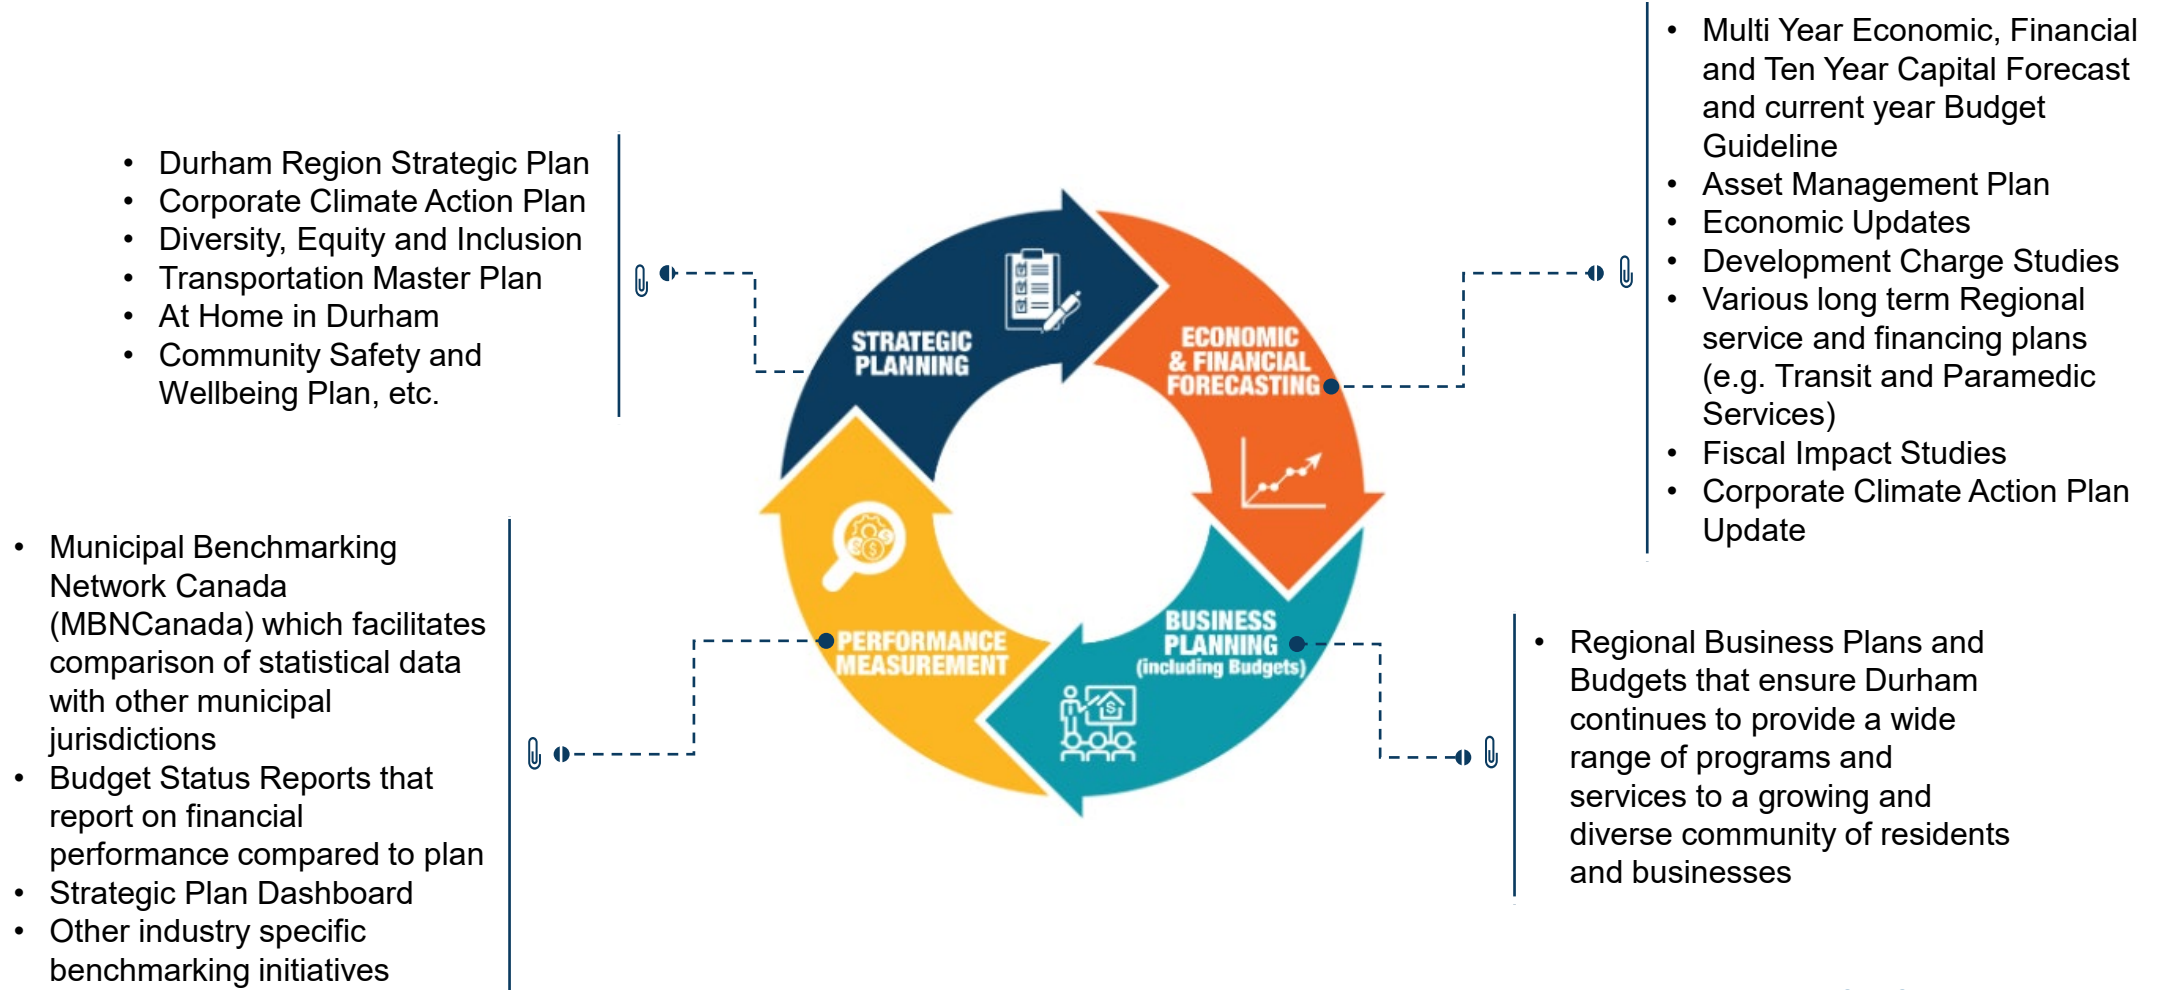 • Durham Region Strategic Plan
• Corporate Climate Action Plan
• Diversity, Equity and Inclusion
• Transportation Master Plan
• At Home in Durham
• Community Safety and
Wellbeing Plan, etc.
STRATEGIC
PLANNING
ECONOMIC
& FINANCIAL
FORECASTING
• Multi Year Economic, Financial
and Ten Year Capital Forecast
and current year Budget
Guideline
• Asset Management Plan
• Economic Updates
• Development Charge Studies
• Various long term Regional
service and financing plans
(e.g. Transit and Paramedic
Services)
• Fiscal Impact Studies
• Corporate Climate Action Plan
Update
• Municipal Benchmarking
Network Canada
(MBNCanada) which facilitates
comparison of statistical data
with other municipal
jurisdictions
• Budget Status Reports that
report on financial
performance compared to plan
• Strategic Plan Dashboard
• Other industry specific
benchmarking initiatives
PERFORMANCE
MEASUREMENT
BUSINESS
PLANNING
(including Budgets)
• Regional Business Plans and
Budgets that ensure Durham
continues to provide a wide
range of programs and
services to a growing and
diverse community of residents
and businesses